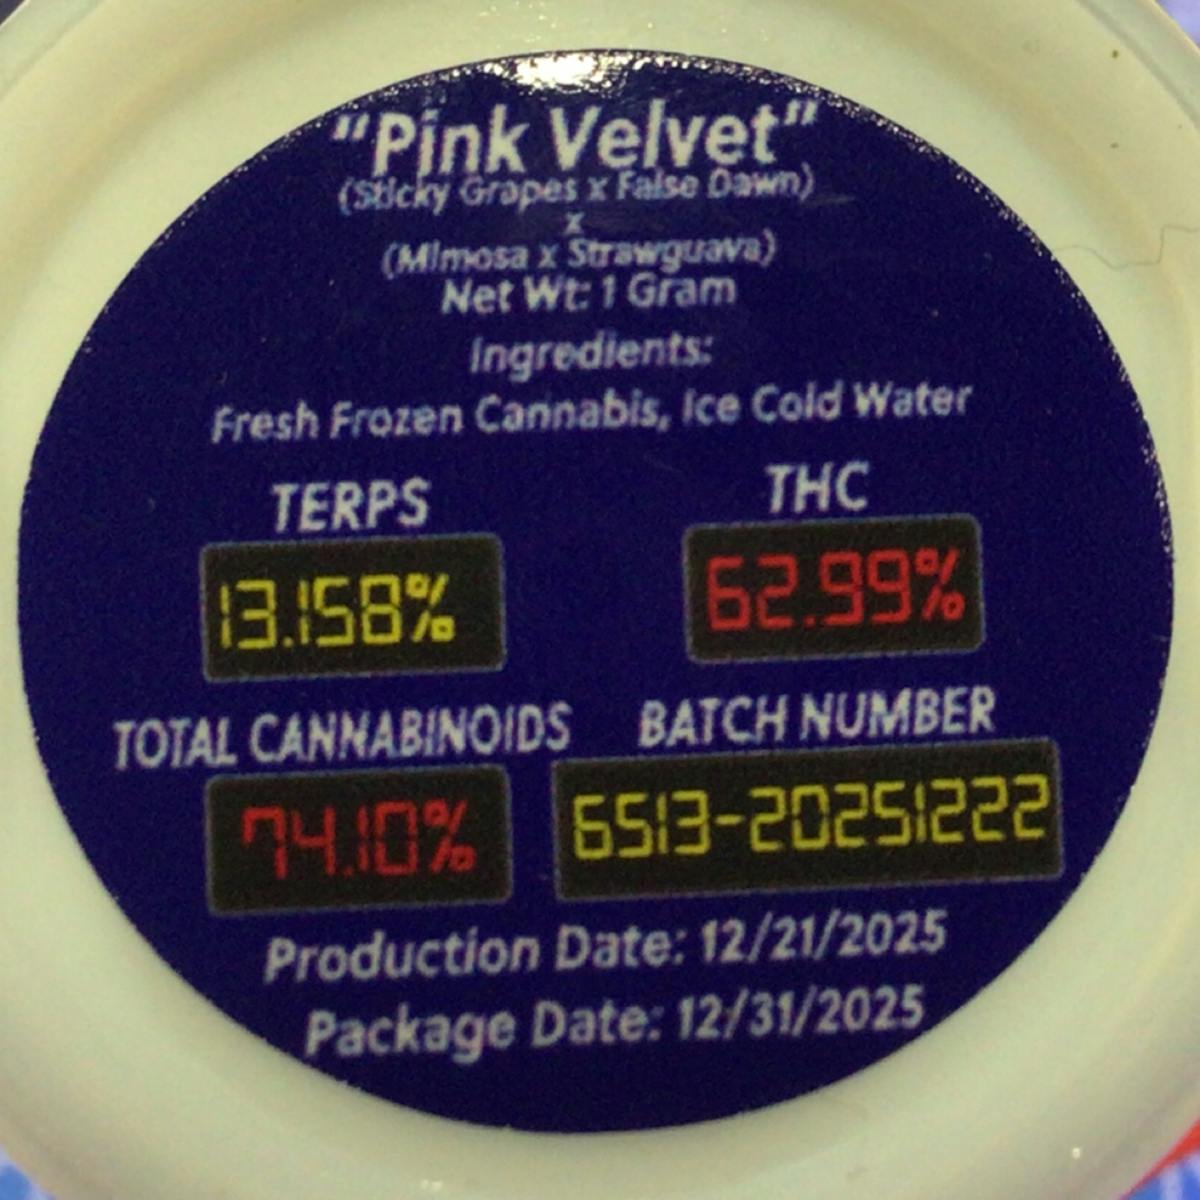 "Pink Velvet"
(Sticky Grapes x False Dawn)
x
(Mimosa x Strawguava)
Net Wt: 1 Gram
Ingredients:
Fresh Frozen Cannabis, Ice Cold Water
TERPS THC
13.158% 62.99%
TOTAL CANNABINOIDS BATCH NUMBER
74.10% 6513-20251222
Production Date: 12/21/2025
Package Date: 12/31/2025